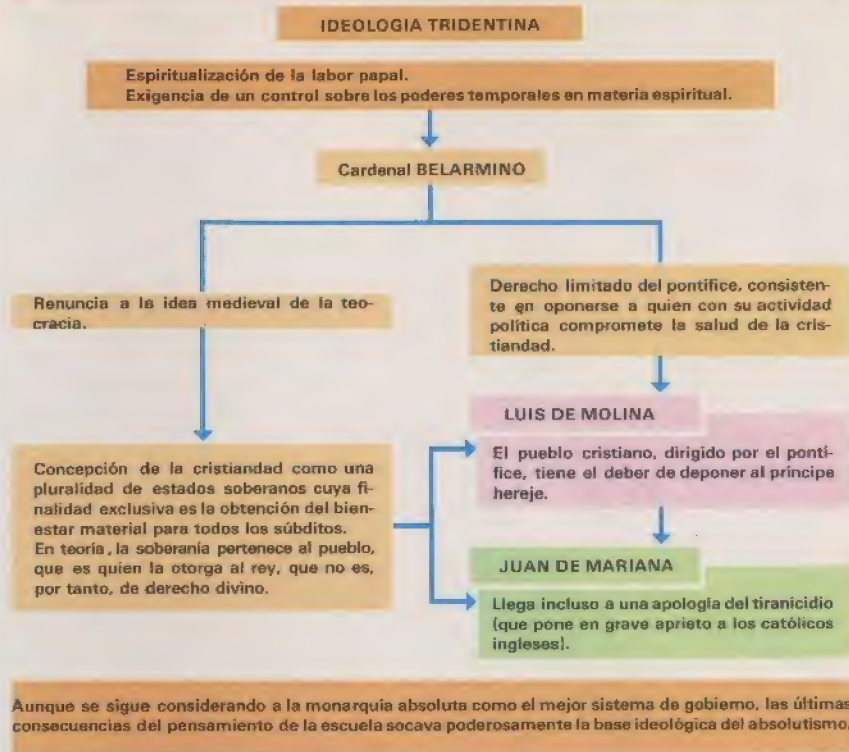 IDEOLOGIA TRIDENTINA
Espiritualización de la labor papal.
Exigencia de un control sobre los poderes temporales en materia espiritual.
Cardenal BELARMINO
Renuncia a la idea medieval de la teo-
cracia.
Derecho limitado del pontífice, consisten-
te en oponerse a quien con su actividad
política compromete la salud de la cris-
tiandad.
LUIS DE MOLINA
El pueblo cristiano, dirigido por el pontí-
fice, tiene el deber de deponer al príncipe
hereje.
Concepción de la cristiandad como una
pluralidad de estados soberanos cuya fi-
nalidad exclusiva es la obtención del bien-
estar material para todos los súbditos.
En teoría, la soberanía pertenece al pueblo,
que es quien la otorga al rey, que no es,
por tanto, de derecho divino.
JUAN DE MARIANA
Llega incluso a una apología del tiranicidio
(que pone en grave aprieto a los católicos
ingleses).
Aunque se sigue considerando a la monarquía absoluta como el mejor sistema de gobierno, las últimas
consecuencias del pensamiento de la escuela socava poderosamente la base ideológica del absolutismo.